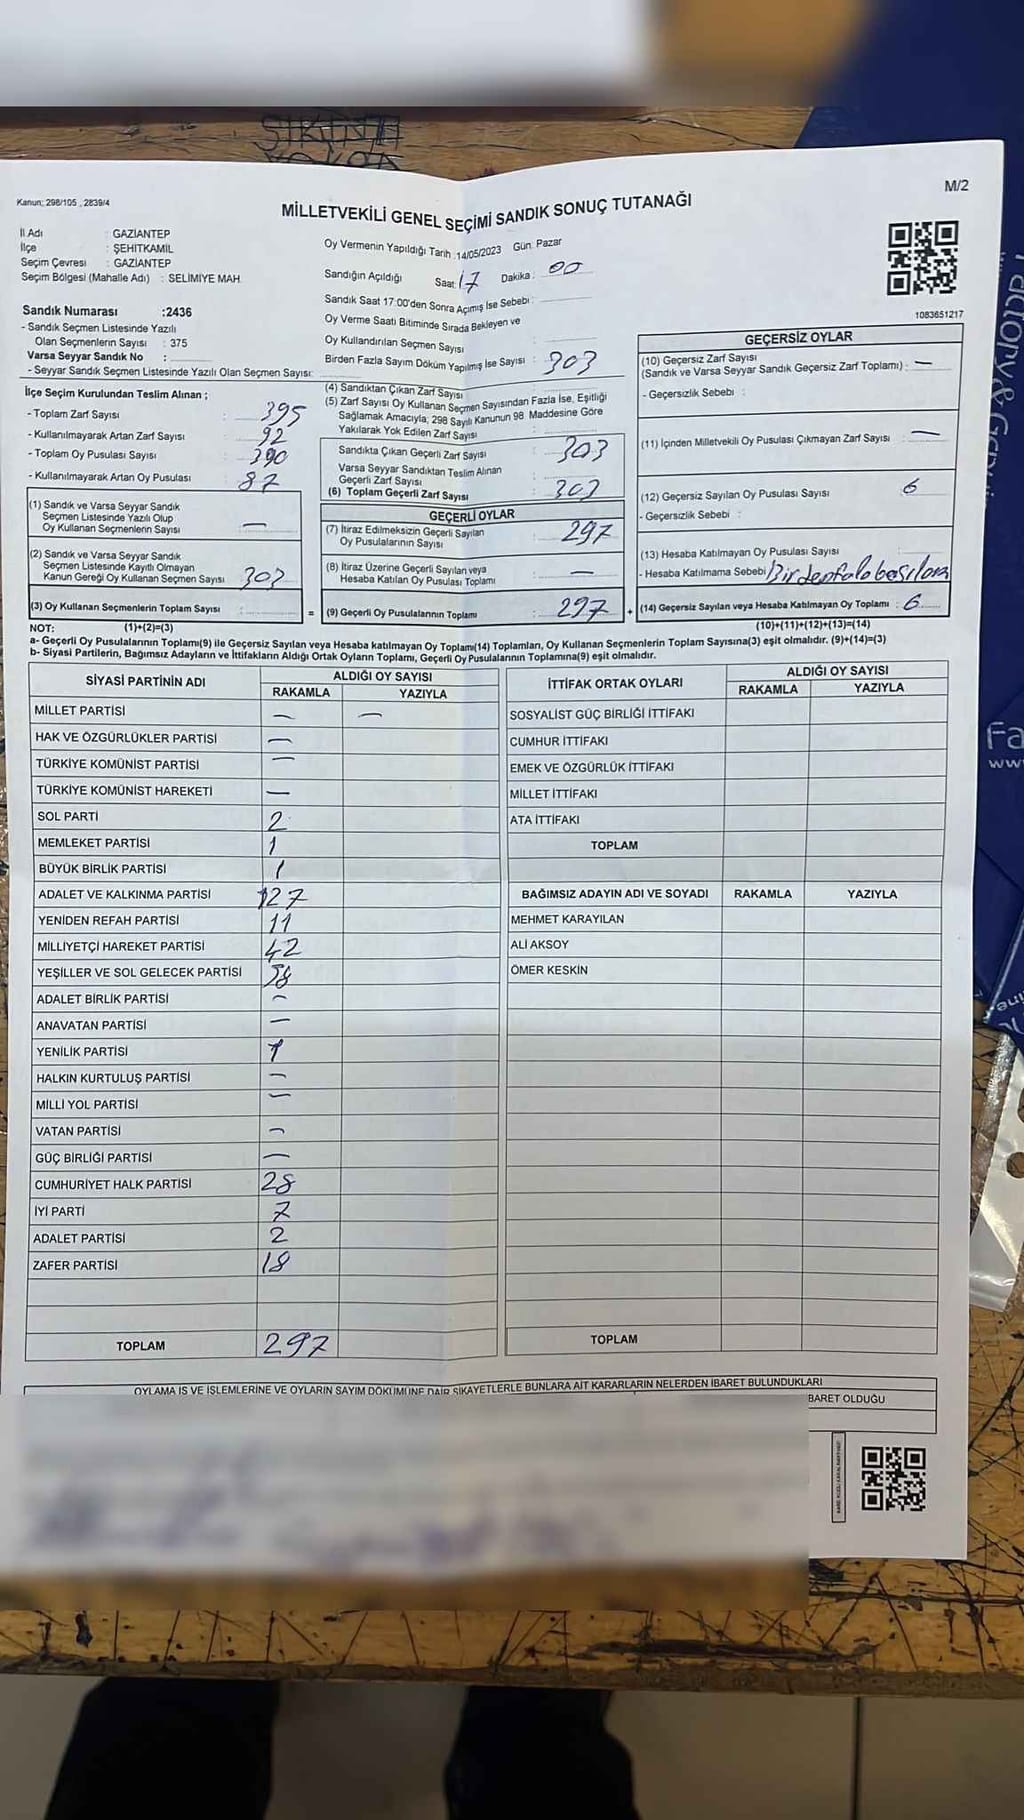 SIKINTI
YOKQA
Kanun; 298/105 , 2839/4
M/2
MİLLETVEKİLİ GENEL SEÇİMİ SANDIK SONUÇ TUTANAĞI
İl Adı : GAZİANTEP
İlçe : ŞEHİTKAMİL
Seçim Çevresi : GAZİANTEP
Seçim Bölgesi (Mahalle Adı) : SELİMİYE MAH.
Oy Vermenin Yapıldığı Tarih :14/05/2023 Gün: Pazar
Sandığın Açıldığı Saat: 17 Dakika : 00
Sandık Saat 17:00'den Sonra Açımış İse Sebebi :
Oy Verme Saati Bitiminde Sırada Bekleyen ve
Oy Kullandırılan Seçmen Sayısı
Birden Fazla Sayım Döküm Yapılmış İse Sayısı : 303
1083651217
Sandık Numarası :2436
- Sandık Seçmen Listesinde Yazılı
Olan Seçmenlerin Sayısı : 375
Varsa Seyyar Sandık No :
- Seyyar Sandık Seçmen Listesinde Yazılı Olan Seçmen Sayısı:
İlçe Seçim Kurulundan Teslim Alınan ;
- Toplam Zarf Sayısı : 395
- Kullanılmayarak Artan Zarf Sayısı : 92
- Toplam Oy Pusulası Sayısı : 390
- Kullanılmayarak Artan Oy Pusulası : 87
(1) Sandık ve Varsa Seyyar Sandık
Seçmen Listesinde Yazılı Olup
Oy Kullanan Seçmenlerin Sayısı : —
(2) Sandık ve Varsa Seyyar Sandık
Seçmen Listesinde Kayıtlı Olmayan
Kanun Gereği Oy Kullanan Seçmen Sayısı : 303
(3) Oy Kullanan Seçmenlerin Toplam Sayısı :
(4) Sandıktan Çıkan Zarf Sayısı
(5) Zarf Sayısı Oy Kullanan Seçmen Sayısından Fazla İse, Eşitliği
Sağlamak Amacıyla; 298 Sayılı Kanunun 98. Maddesine Göre
Yakılarak Yok Edilen Zarf Sayısı
Sandıkta Çıkan Geçerli Zarf Sayısı : 303
Varsa Seyyar Sandıktan Teslim Alınan
Geçerli Zarf Sayısı
(6) Toplam Geçerli Zarf Sayısı : 303
GEÇERLİ OYLAR
(7) İtiraz Edilmeksizin Geçerli Sayılan
Oy Pusulalarının Sayısı : 297
(8) İtiraz Üzerine Geçerli Sayılan veya
Hesaba Katılan Oy Pusulası Toplamı : —
= (9) Geçerli Oy Pusulalarının Toplamı : 297
GEÇERSİZ OYLAR
(10) Geçersiz Zarf Sayısı
(Sandık ve Varsa Seyyar Sandık Geçersiz Zarf Toplamı) : —
- Geçersizlik Sebebi :
(11) İçinden Milletvekili Oy Pusulası Çıkmayan Zarf Sayısı : —
(12) Geçersiz Sayılan Oy Pusulası Sayısı : 6
- Geçersizlik Sebebi :
(13) Hesaba Katılmayan Oy Pusulası Sayısı :
- Hesaba Katılmama Sebebi
+ (14) Geçersiz Sayılan veya Hesaba Katılmayan Oy Toplamı : 6
NOT: (1)+(2)=(3)
(10)+(11)+(12)+(13)=(14)
a- Geçerli Oy Pusulalarının Toplamı(9) ile Geçersiz Sayılan veya Hesaba katılmayan Oy Toplamı(14) Toplamları, Oy Kullanan Seçmenlerin Toplam Sayısına(3) eşit olmalıdır. (9)+(14)=(3)
b- Siyasi Partilerin, Bağımsız Adayların ve İttifakların Aldığı Ortak Oyların Toplamı, Geçerli Oy Pusulalarının Toplamına(9) eşit olmalıdır.
SİYASİ PARTİNİN ADI ALDIĞI OY SAYISI
RAKAMLA YAZIYLA
MİLLET PARTİSİ — —
HAK VE ÖZGÜRLÜKLER PARTİSİ —
TÜRKİYE KOMÜNİST PARTİSİ —
TÜRKİYE KOMÜNİST HAREKETİ —
SOL PARTİ 2
MEMLEKET PARTİSİ 1
BÜYÜK BİRLİK PARTİSİ 1
ADALET VE KALKINMA PARTİSİ 127
YENİDEN REFAH PARTİSİ 11
MİLLİYETÇİ HAREKET PARTİSİ 42
YEŞİLLER VE SOL GELECEK PARTİSİ
ADALET BİRLİK PARTİSİ —
ANAVATAN PARTİSİ —
YENİLİK PARTİSİ 1
HALKIN KURTULUŞ PARTİSİ —
MİLLİ YOL PARTİSİ —
VATAN PARTİSİ —
GÜÇ BİRLİĞİ PARTİSİ —
CUMHURİYET HALK PARTİSİ 28
İYİ PARTİ 7
ADALET PARTİSİ 2
ZAFER PARTİSİ 18
TOPLAM 297
İTTİFAK ORTAK OYLARI ALDIĞI OY SAYISI
RAKAMLA YAZIYLA
SOSYALİST GÜÇ BİRLİĞİ İTTİFAKI
CUMHUR İTTİFAKI
EMEK VE ÖZGÜRLÜK İTTİFAKI
MİLLET İTTİFAKI
ATA İTTİFAKI
TOPLAM
BAĞIMSIZ ADAYIN ADI VE SOYADI RAKAMLA YAZIYLA
MEHMET KARAYILAN
ALİ AKSOY
ÖMER KESKİN
TOPLAM
OYLAMA İŞ VE İŞLEMLERİNE VE OYLARIN SAYIM DÖKÜMÜNE DAİR ŞİKAYETLERLE BUNLARA AİT KARARLARIN NELERDEN İBARET BULUNDUKLARI
BARET OLDUĞU
Fa
www